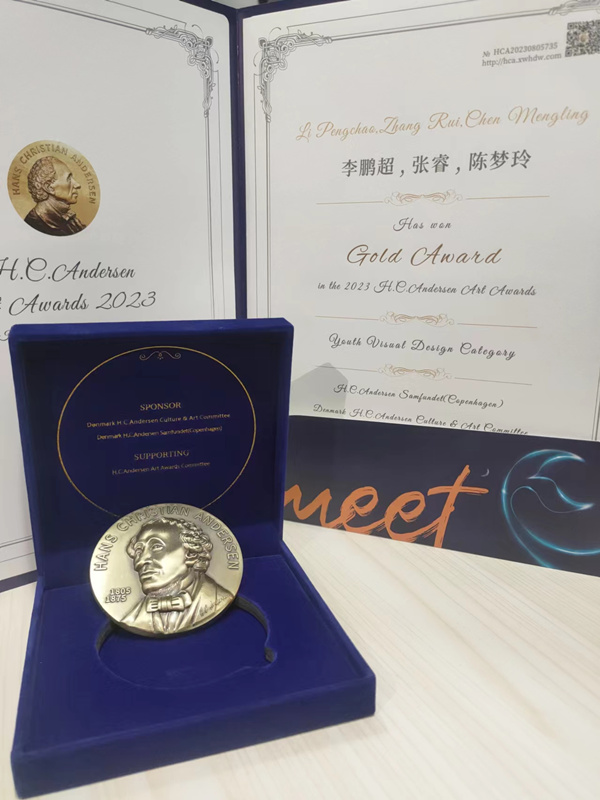 HANS CHRISTIAN ANDERSEN
H.C.Andersen
Awards 2023
№ HCA20230805735
http://hca.xwhdw.com
Li Pengchao,Zhang Rui,Chen Mengling
李鹏超，张睿，陈梦玲
Has won
Gold Award
in the 2023 H.C.Andersen Art Awards
Youth Visual Design Category
H.C.Andersen Samfundet(Copenhagen)
Denmark H.C.Andersen Culture & Art Committee
SPONSOR
Denmark H.C.Andersen Culture & Art Committee
Denmark H.C.Andersen Samfundet(Copenhagen)
SUPPORTING
H.C.Andersen Art Awards Committee
HANS CHRISTIAN ANDERSEN
1805
1875
meet